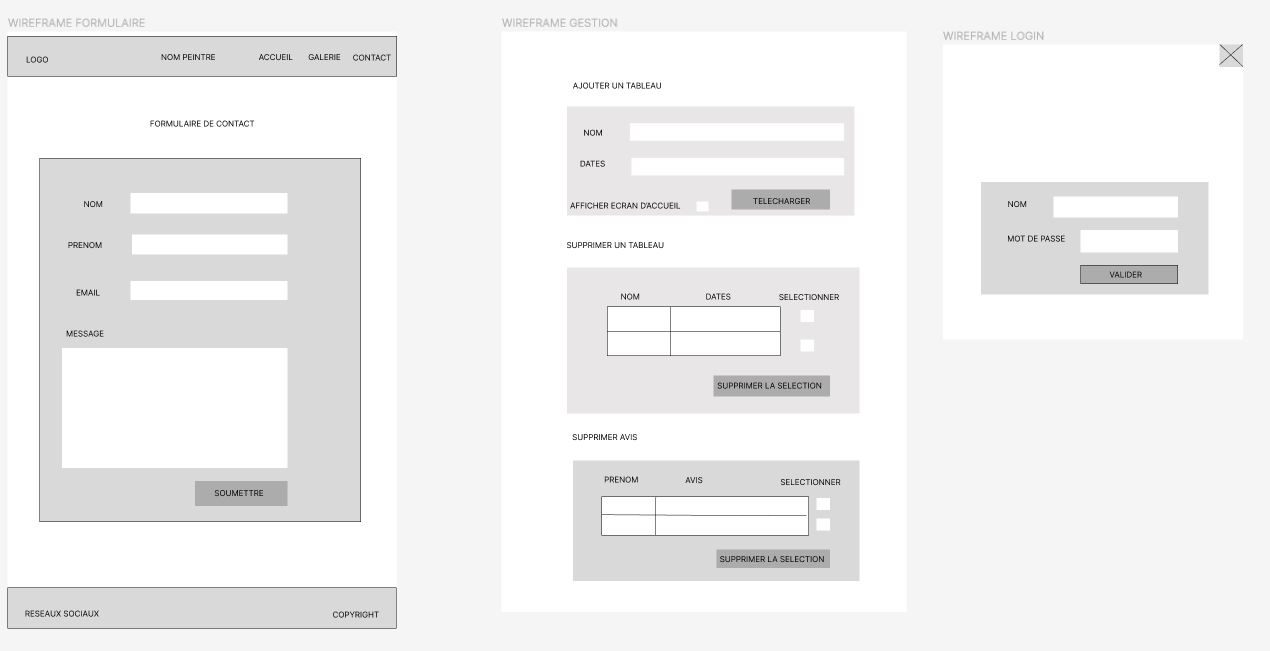 WIREFRAME FORMULAIRE
LOGO
NOM PEINTRE
ACCUEIL
GALERIE
CONTACT
FORMULAIRE DE CONTACT
NOM
PRENOM
EMAIL
MESSAGE
SOUMETTRE
RESEAUX SOCIAUX
COPYRIGHT
WIREFRAME GESTION
AJOUTER UN TABLEAU
NOM
DATES
AFFICHER ECRAN D'ACCUEIL
TELECHARGER
SUPPRIMER UN TABLEAU
NOM
DATES
SELECTIONNER
SUPPRIMER LA SELECTION
SUPPRIMER AVIS
PRENOM
AVIS
SELECTIONNER
SUPPRIMER LA SELECTION
WIREFRAME LOGIN
NOM
MOT DE PASSE
VALIDER